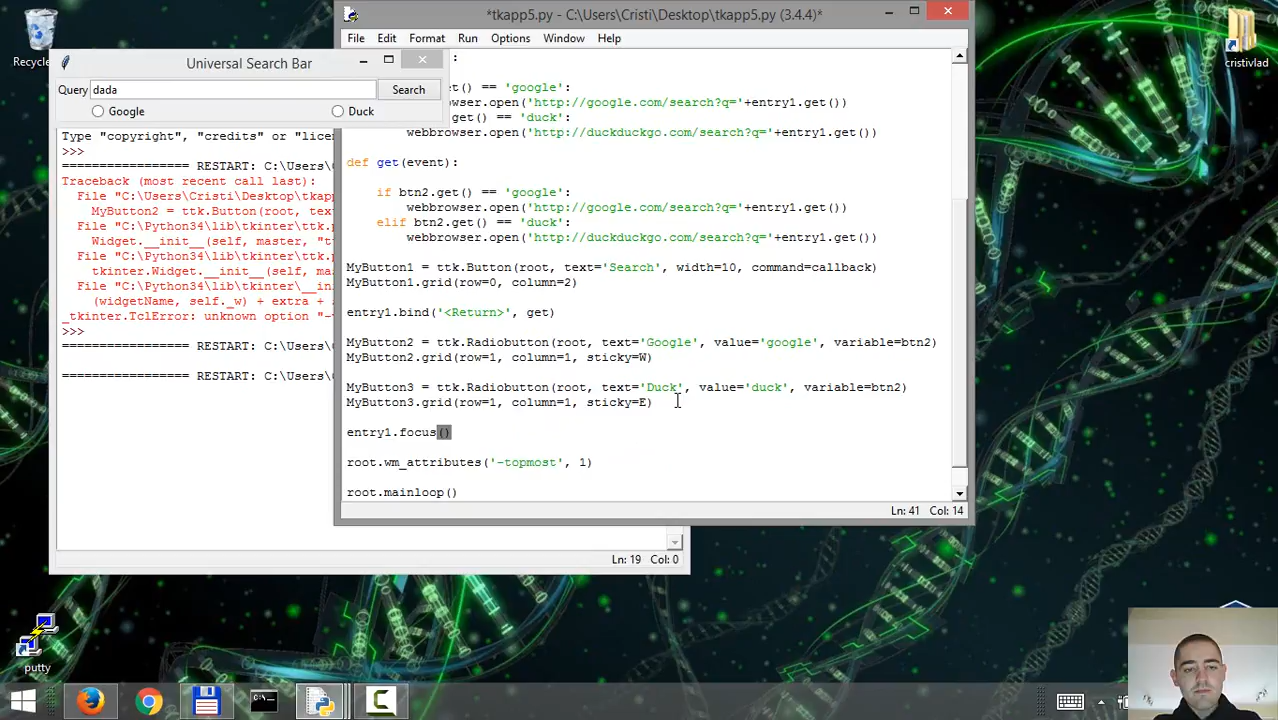 *tkapp5.py - C:\Users\Cristi\Desktop\tkapp5.py (3.4.4)*
File Edit Format Run Options Window Help
Recycle
cristivlad
Universal Search Bar
Query dada Search
Google Duck
:
et() == 'google':
webbrowser.open('http://google.com/search?q='+entry1.get())
.get() == 'duck':
webbrowser.open('http://duckduckgo.com/search?q='+entry1.get())
def get(event):
if btn2.get() == 'google':
webbrowser.open('http://google.com/search?q='+entry1.get())
elif btn2.get() == 'duck':
webbrowser.open('http://duckduckgo.com/search?q='+entry1.get())
MyButton1 = ttk.Button(root, text='Search', width=10, command=callback)
MyButton1.grid(row=0, column=2)
entry1.bind('<Return>', get)
MyButton2 = ttk.Radiobutton(root, text='Google', value='google', variable=btn2)
MyButton2.grid(row=1, column=1, sticky=W)
MyButton3 = ttk.Radiobutton(root, text='Duck', value='duck', variable=btn2)
MyButton3.grid(row=1, column=1, sticky=E)
entry1.focus()
root.wm_attributes('-topmost', 1)
root.mainloop()
Ln: 41 Col: 14
Type "copyright", "credits" or "lice
>>>
================ RESTART: C:\Users\
Traceback (most recent call last):
File "C:\Users\Cristi\Desktop\tkap
MyButton2 = ttk.Button(root, tex
File "C:\Python34\lib\tkinter\ttk.p
Widget.__init__(self, master, "t
File "C:\Python34\lib\tkinter\ttk.p
tkinter.Widget.__init__(self, ma
File "C:\Python34\lib\tkinter\__in
(widgetName, self._w) + extra +
_tkinter.TclError: unknown option "-
>>>
================ RESTART: C:\Users\
================ RESTART: C:\Users\
Ln: 19 Col: 0
putty